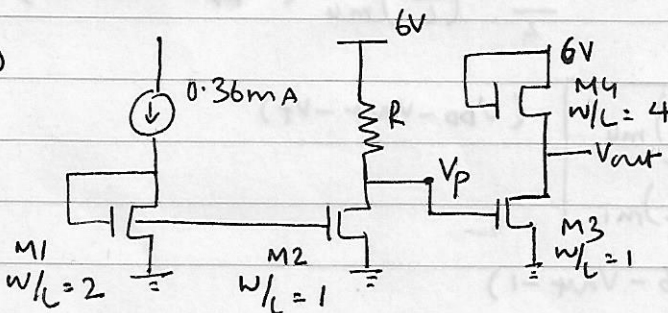 6V
6V
0.36mA
R
M4
W/L = 4
Vout
Vp
M1
W/L = 2
M2
W/L = 1
M3
W/L = 1